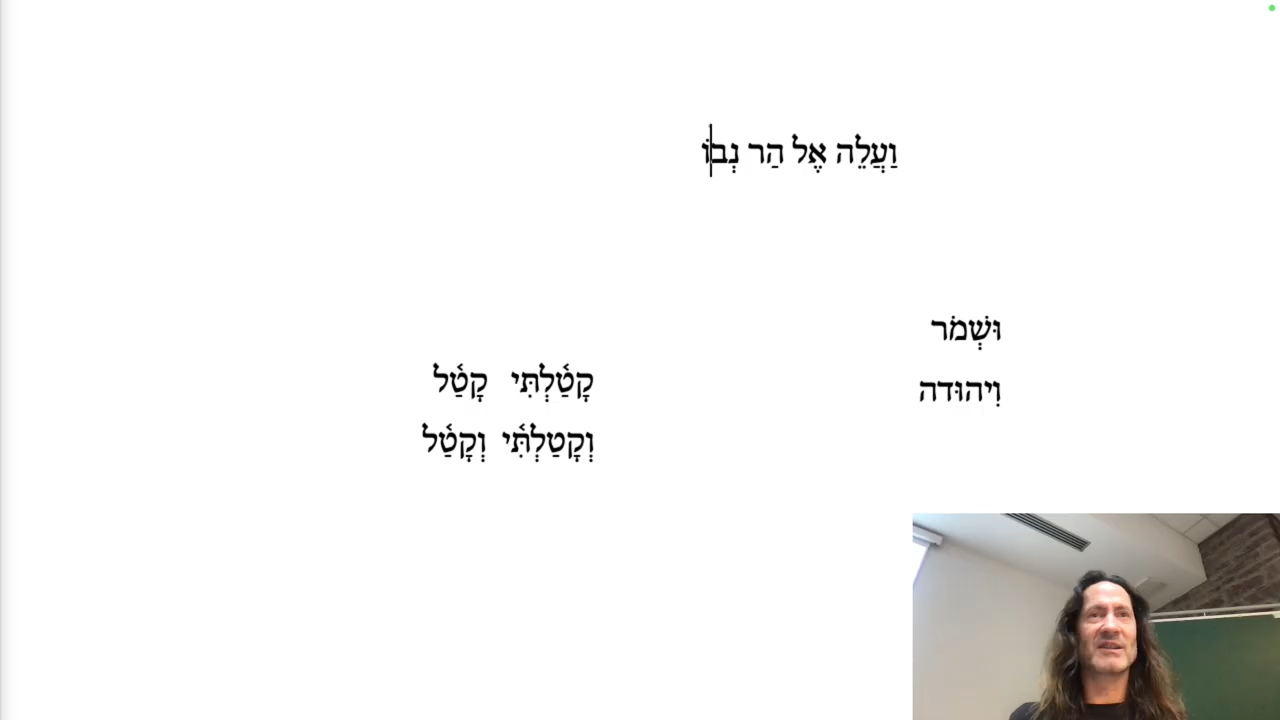 וַעֲלֵה אֶל הַר נְבוֹ
וּשְׁמֹר
וִיהוּדה
קָטַ֫לְתִּי קָטַ֫ל
וְקָטַלְתִּ֫י וְקָטַ֫ל